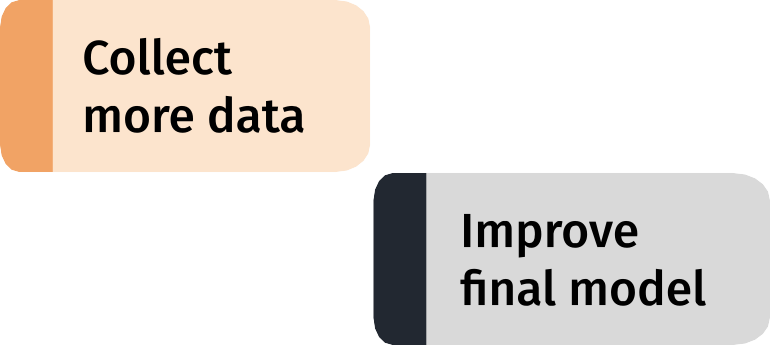 Collect
more data
Improve
final model